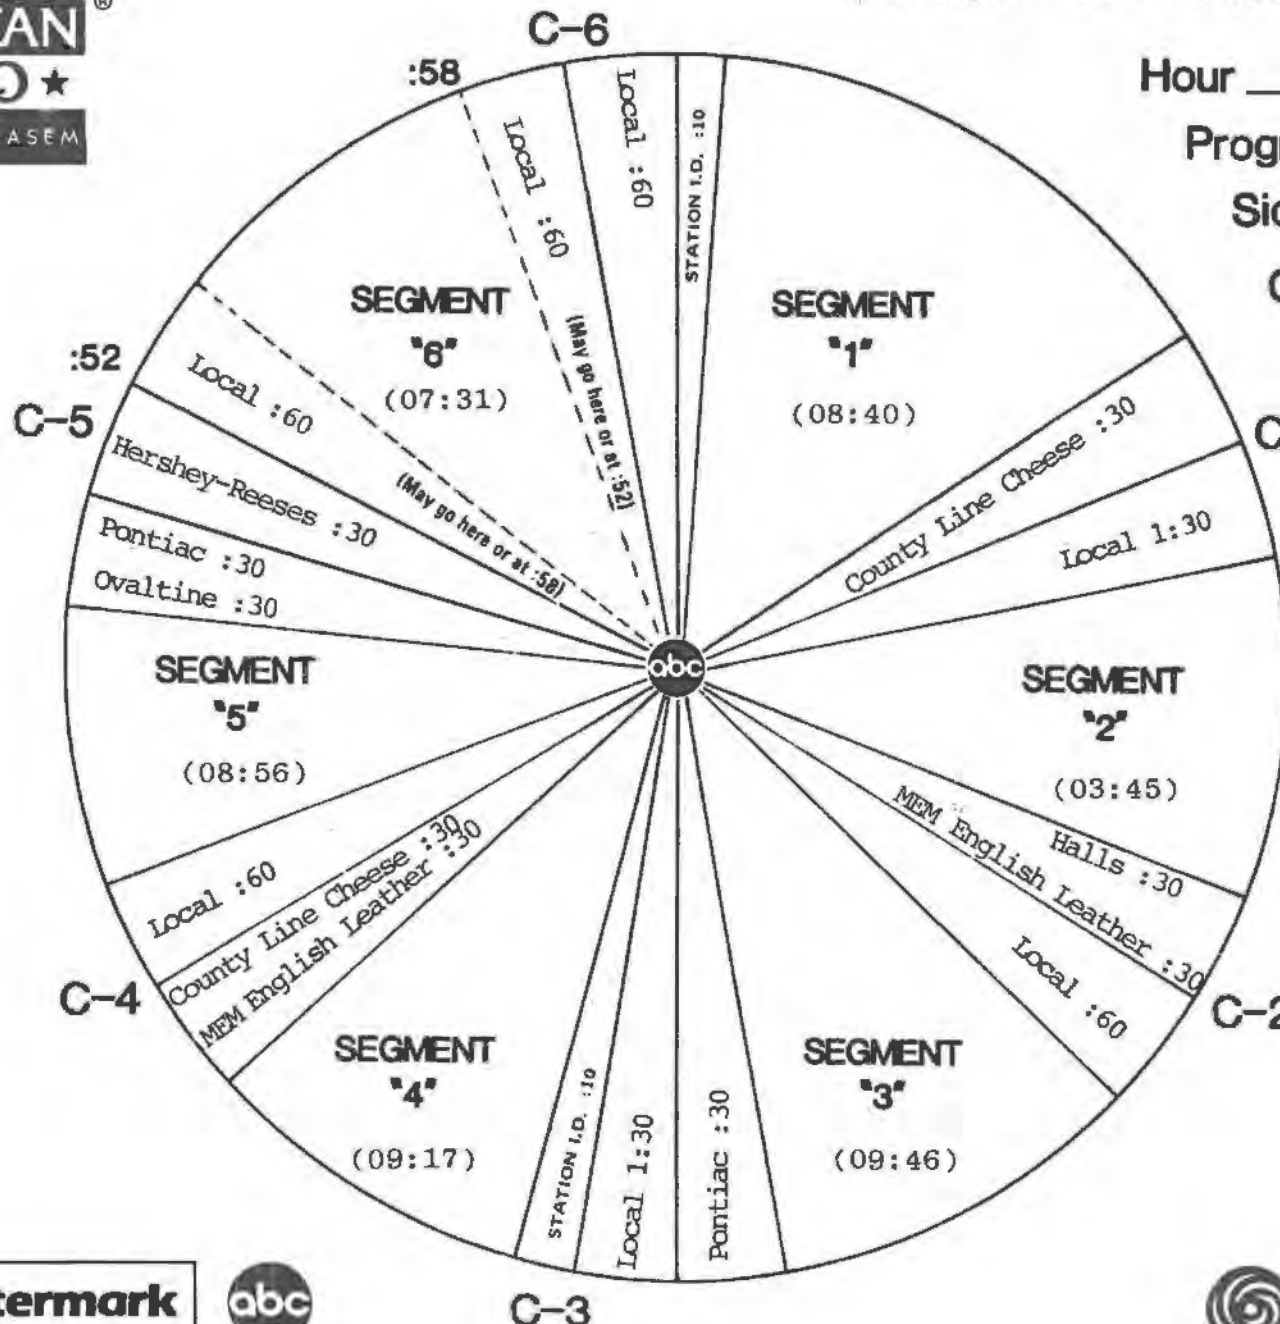 C-6
:58
Hour
Local :60
Local :60
STATION I.D. :10
SEGMENT
"6"
(07:31)
(May go here or at :52)
SEGMENT
"1"
(08:40)
:52
C-5
Local :60
(May go here or at :58)
Hershey-Reeses :30
Pontiac :30
Ovaltine :30
County Line Cheese :30
Local 1:30
abc
SEGMENT
"5"
(08:56)
SEGMENT
"2"
(03:45)
Halls :30
MEM English Leather :30
Local :60
C-2
Local :60
County Line Cheese :30
MEM English Leather :30
C-4
SEGMENT
"4"
(09:17)
STATION I.D. :10
Local 1:30
Pontiac :30
SEGMENT
"3"
(09:46)
C-3
termark
abc